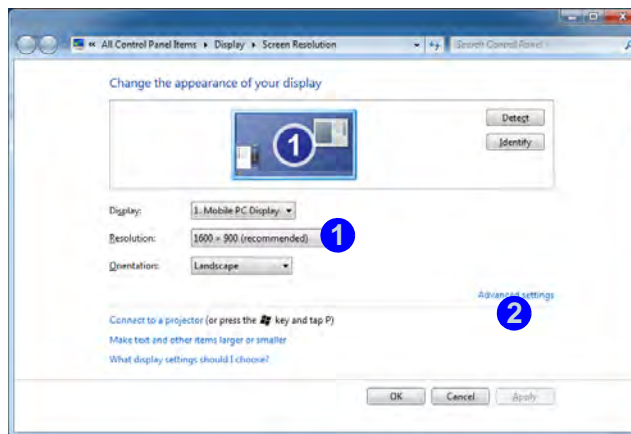 « All Control Panel Items ▸ Display ▸ Screen Resolution
Search Control Panel
Change the appearance of your display
1
Detect
Identify
Display: 1. Mobile PC Display
Resolution: 1600 × 900 (recommended) 1
Orientation: Landscape
Advanced settings
2
Connect to a projector (or press the key and tap P)
Make text and other items larger or smaller
What display settings should I choose?
OK Cancel Apply